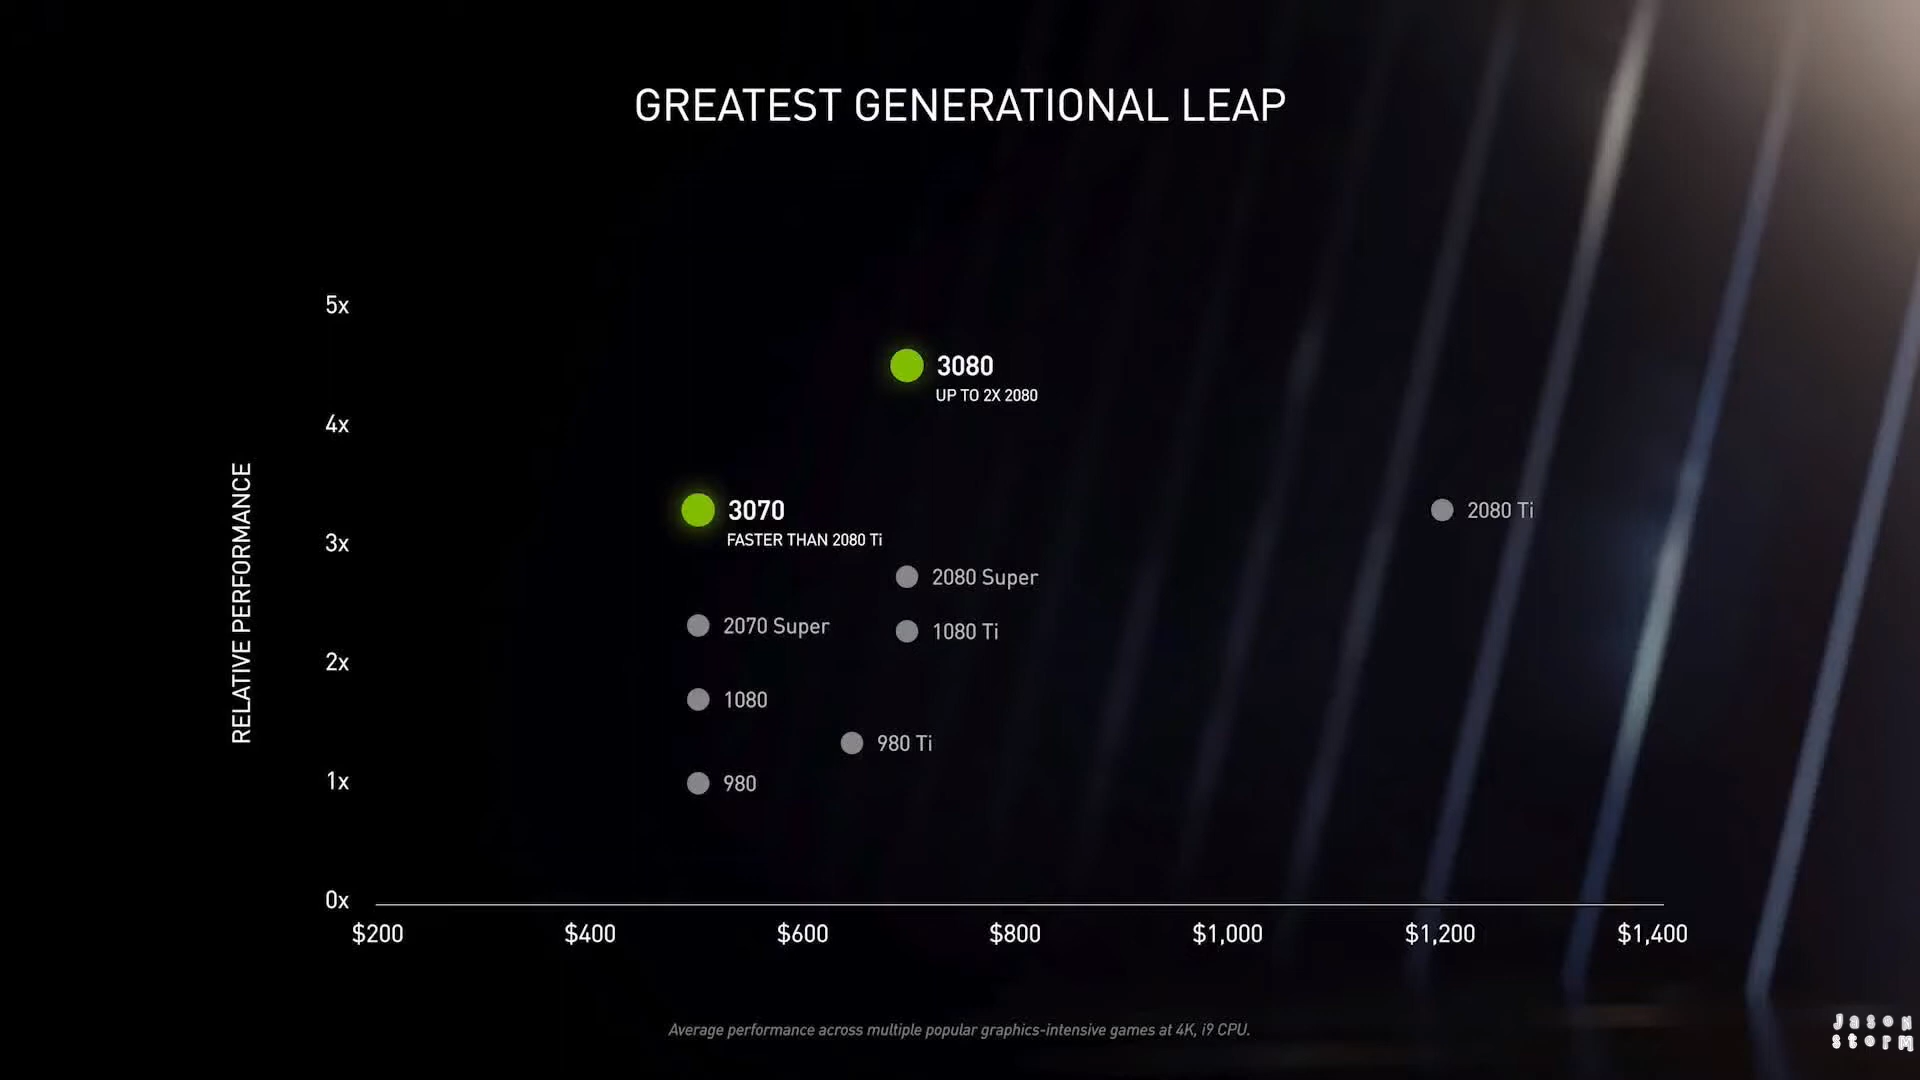 GREATEST GENERATIONAL LEAP
RELATIVE PERFORMANCE
5x
3080
UP TO 2X 2080
4x
3070
2080 Ti
FASTER THAN 2080 Ti
3x
2080 Super
2070 Super
1080 Ti
2x
1080
980 Ti
1x
980
0x
$200 $400 $600 $800 $1,000 $1,200 $1,400
Average performance across multiple popular graphics-intensive games at 4K, i9 CPU.
Jason
storM